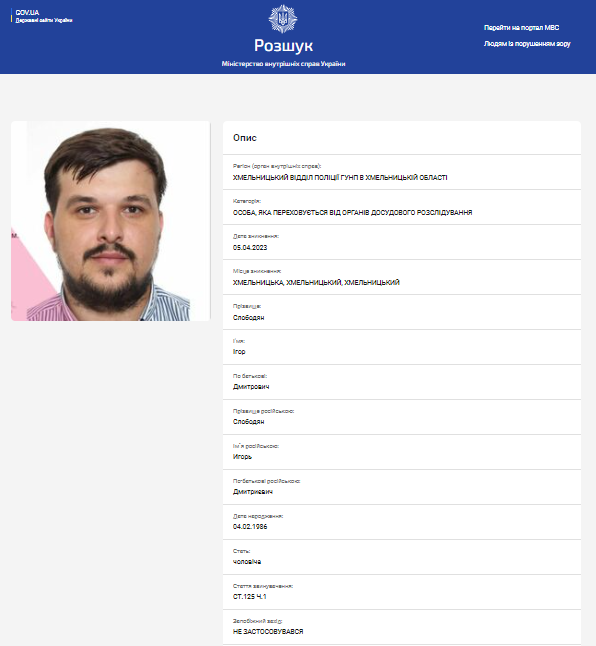 GOV.UA
Державні сайти України
Розшук
Міністерство внутрішніх справ України
Перейти на портал МВС
Людям із порушенням зору
Опис
Регіон (орган внутрішніх справ):
ХМЕЛЬНИЦЬКИЙ ВІДДІЛ ПОЛІЦІЇ ГУНП В ХМЕЛЬНИЦЬКІЙ ОБЛАСТІ
Категорія:
ОСОБА, ЯКА ПЕРЕХОВУЄТЬСЯ ВІД ОРГАНІВ ДОСУДОВОГО РОЗСЛІДУВАННЯ
Дата зникнення:
05.04.2023
Місце зникнення:
ХМЕЛЬНИЦЬКА, ХМЕЛЬНИЦЬКИЙ, ХМЕЛЬНИЦЬКИЙ
Прізвище:
Слободян
Ім'я:
Ігор
По батькові:
Дмитрович
Прізвище російською:
Слободян
Ім'я російською:
Игорь
По батькові російською:
Дмитриевич
Дата народження:
04.02.1986
Стать:
чоловіча
Стаття звинувачення:
СТ.125 Ч.1
Запобіжний захід:
НЕ ЗАСТОСОВУВАВСЯ